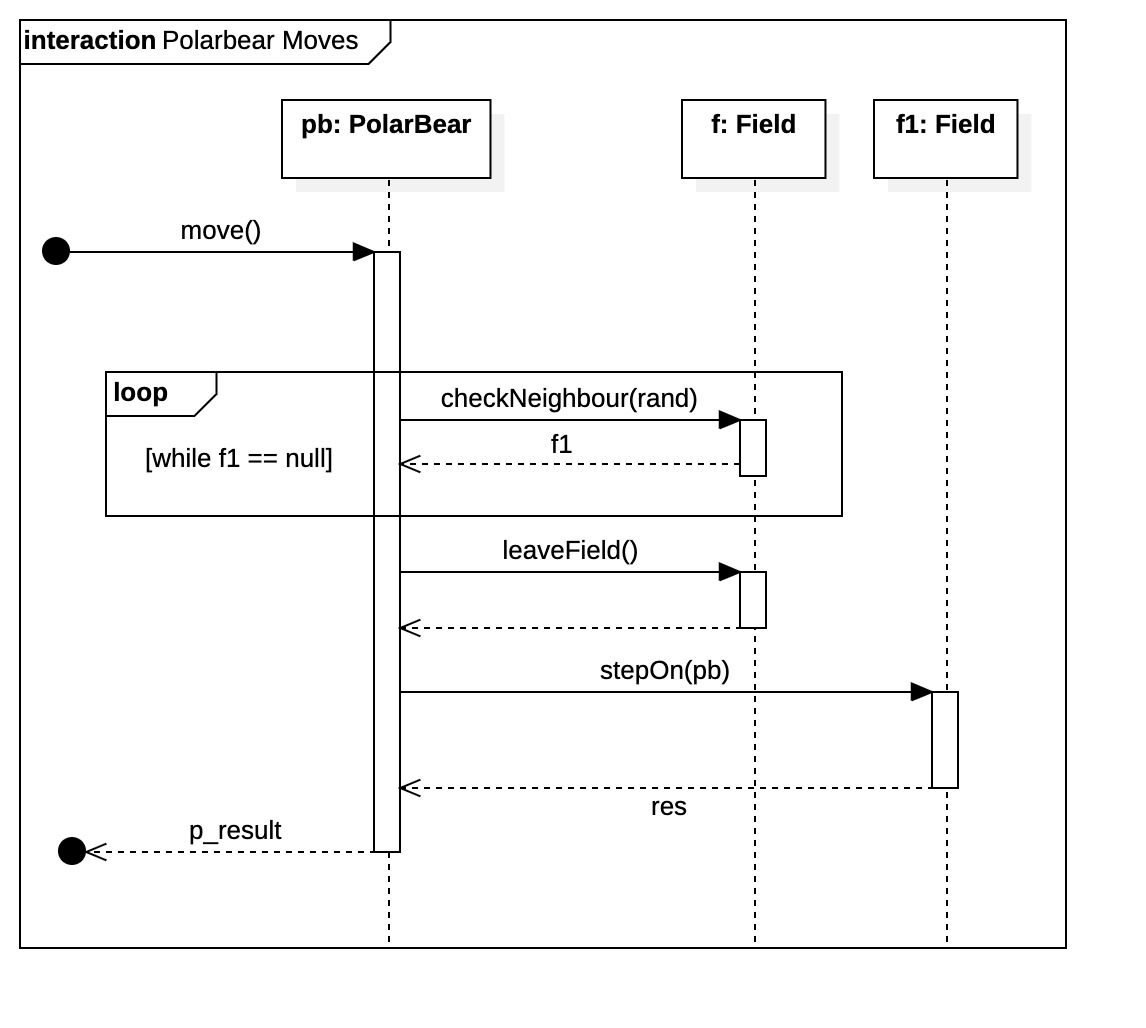 interaction Polarbear Moves
pb: PolarBear
f: Field
f1: Field
move()
loop
checkNeighbour(rand)
f1
[while f1 == null]
leaveField()
stepOn(pb)
res
p_result